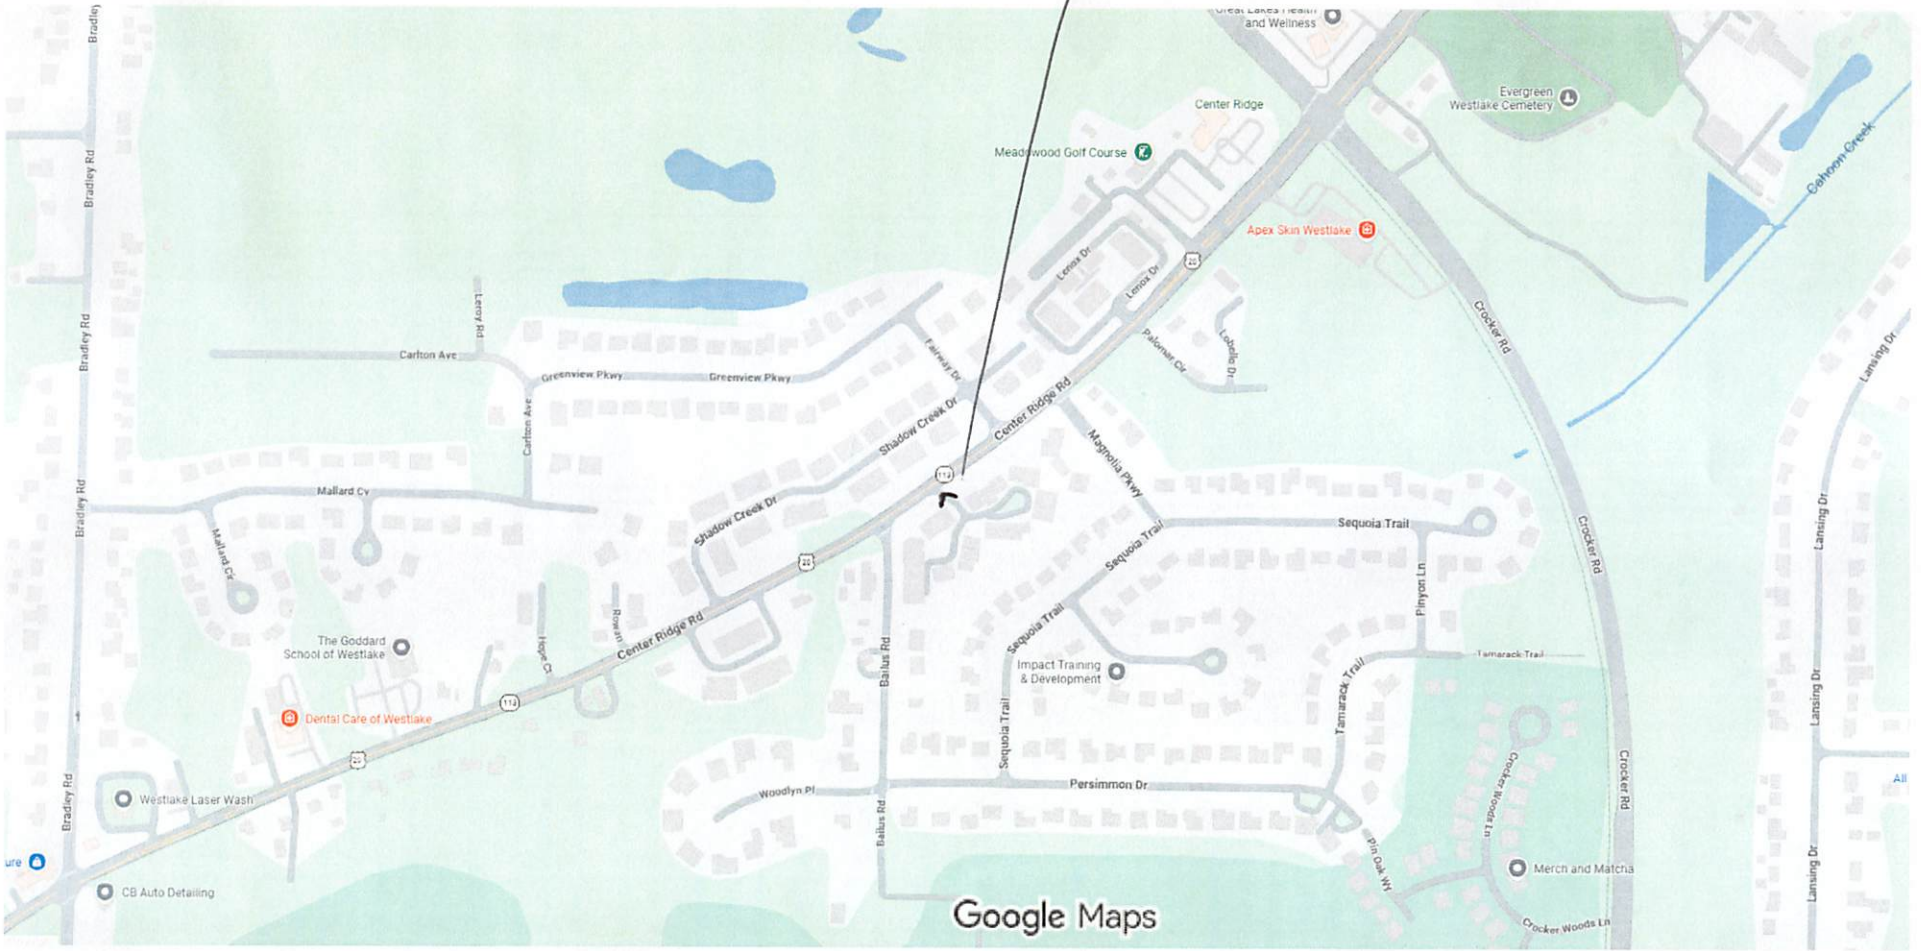 Bradley
Great Lakes Health
and Wellness
Evergreen
Westlake Cemetery
Center Ridge
Meadowood Golf Course
Cahoon Creek
Bradley Rd
Apex Skin Westlake
Lenox Dr
Lenox Dr
20
Leroy Rd
Crocker Rd
Palomar Cir
Lobelia Dr
Lansing Dr
Bradley Rd
Carlton Ave
Greenview Pkwy
Greenview Pkwy
Fairway Dr
Center Ridge Rd
Carlton Ave
Shadow Creek Dr
Magnolia Pkwy
113
Bradley Rd
Mallard Cv
Shadow Creek Dr
Sequoia Trail
Lansing Dr
Mallard Cir
Sequoia Trail
Crocker Rd
20
Pinyon Ln
Rowan
Center Ridge Rd
Sequoia Trail
The Goddard
School of Westlake
Hope Ct
Bailus Rd
Impact Training
& Development
Tamarack Trail
Tamarack Trail
113
Dental Care of Westlake
Sequoia Trail
Lansing Dr
20
Bradley Rd
Westlake Laser Wash
Woodlyn Pl
Persimmon Dr
Crocker Woods Ln
Crocker Rd
All
Bailus Rd
ure
Pin Oak Wy
Merch and Matcha
Lansing Dr
CB Auto Detailing
Google Maps
Crocker Woods Ln